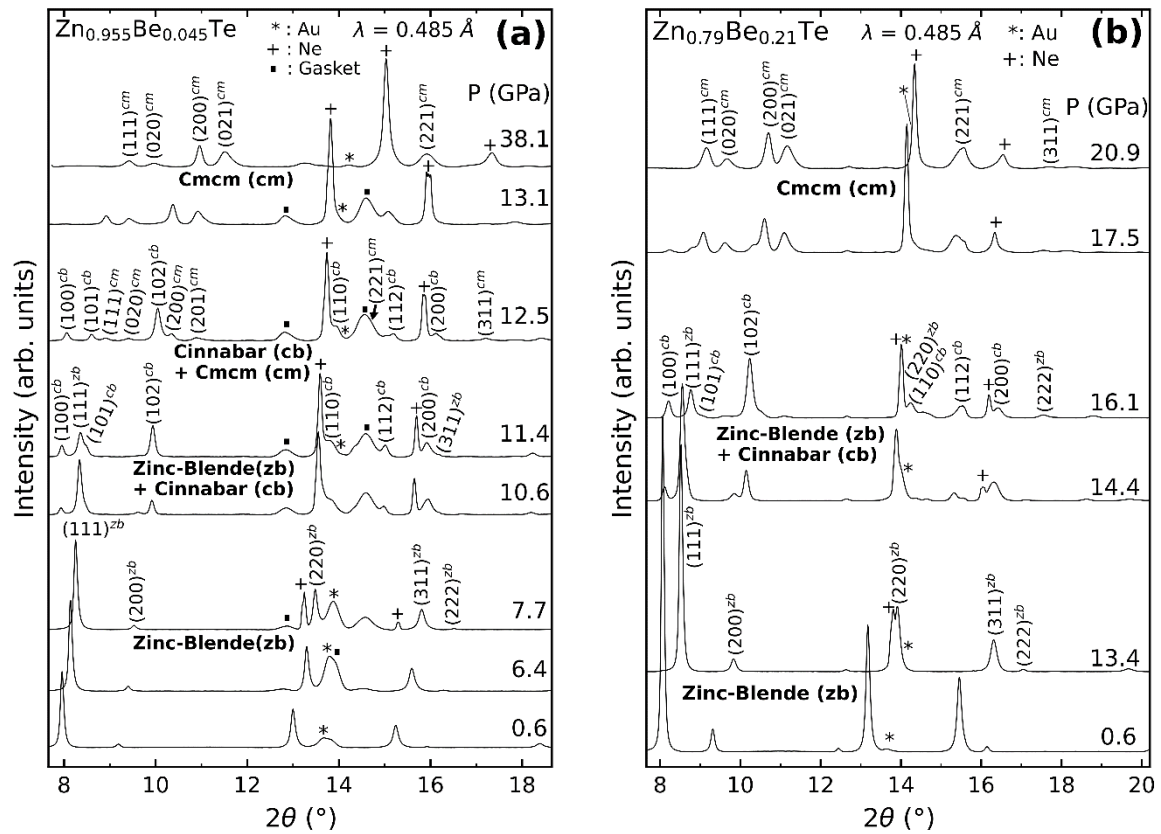 Zn0.955Be0.045Te
* : Au
+ : Ne
▪ : Gasket
λ = 0.485 Å
(a)
P (GPa)
(111)cm
(020)cm
(200)cm
(021)cm
+
+
*
(221)cm
+
38.1
Cmcm (cm)
13.1
▪
*
▪
+
(100)cb
(101)cb
(111)cm
(020)cm
(102)cb
(200)cm
(201)cm
▪
+
(110)cb
*
▪
(221)cm
(112)cb
+
(200)cb
(311)cm
12.5
Cinnabar (cb)
+ Cmcm (cm)
(100)cb
(111)zb
(101)cb
(102)cb
▪
+
(110)cb
*
▪
(112)cb
+
(200)cb
(311)zb
11.4
Zinc-Blende(zb)
+ Cinnabar (cb)
10.6
(111)zb
(200)zb
▪
+
(220)zb
*
+
(311)zb
(222)zb
7.7
Zinc-Blende(zb)
*
▪
6.4
*
0.6
Intensity (arb. units)
8 10 12 14 16 18
2θ (°)
Zn0.79Be0.21Te
λ = 0.485 Å
*: Au
+: Ne
(b)
P (GPa)
(111)cm
(020)cm
(200)cm
(021)cm
*
+
(221)cm
+
(311)cm
20.9
Cmcm (cm)
+
17.5
(100)cb
(111)zb
(101)cb
(102)cb
+
*
(220)zb
(110)cb
(112)cb
+
(200)cb
(222)zb
16.1
Zinc-Blende (zb)
+ Cinnabar (cb)
*
+
14.4
(111)zb
(200)zb
+
(220)zb
*
(311)zb
(222)zb
13.4
Zinc-Blende (zb)
*
0.6
Intensity (arb. units)
8 10 12 14 16 18 20
2θ (°)